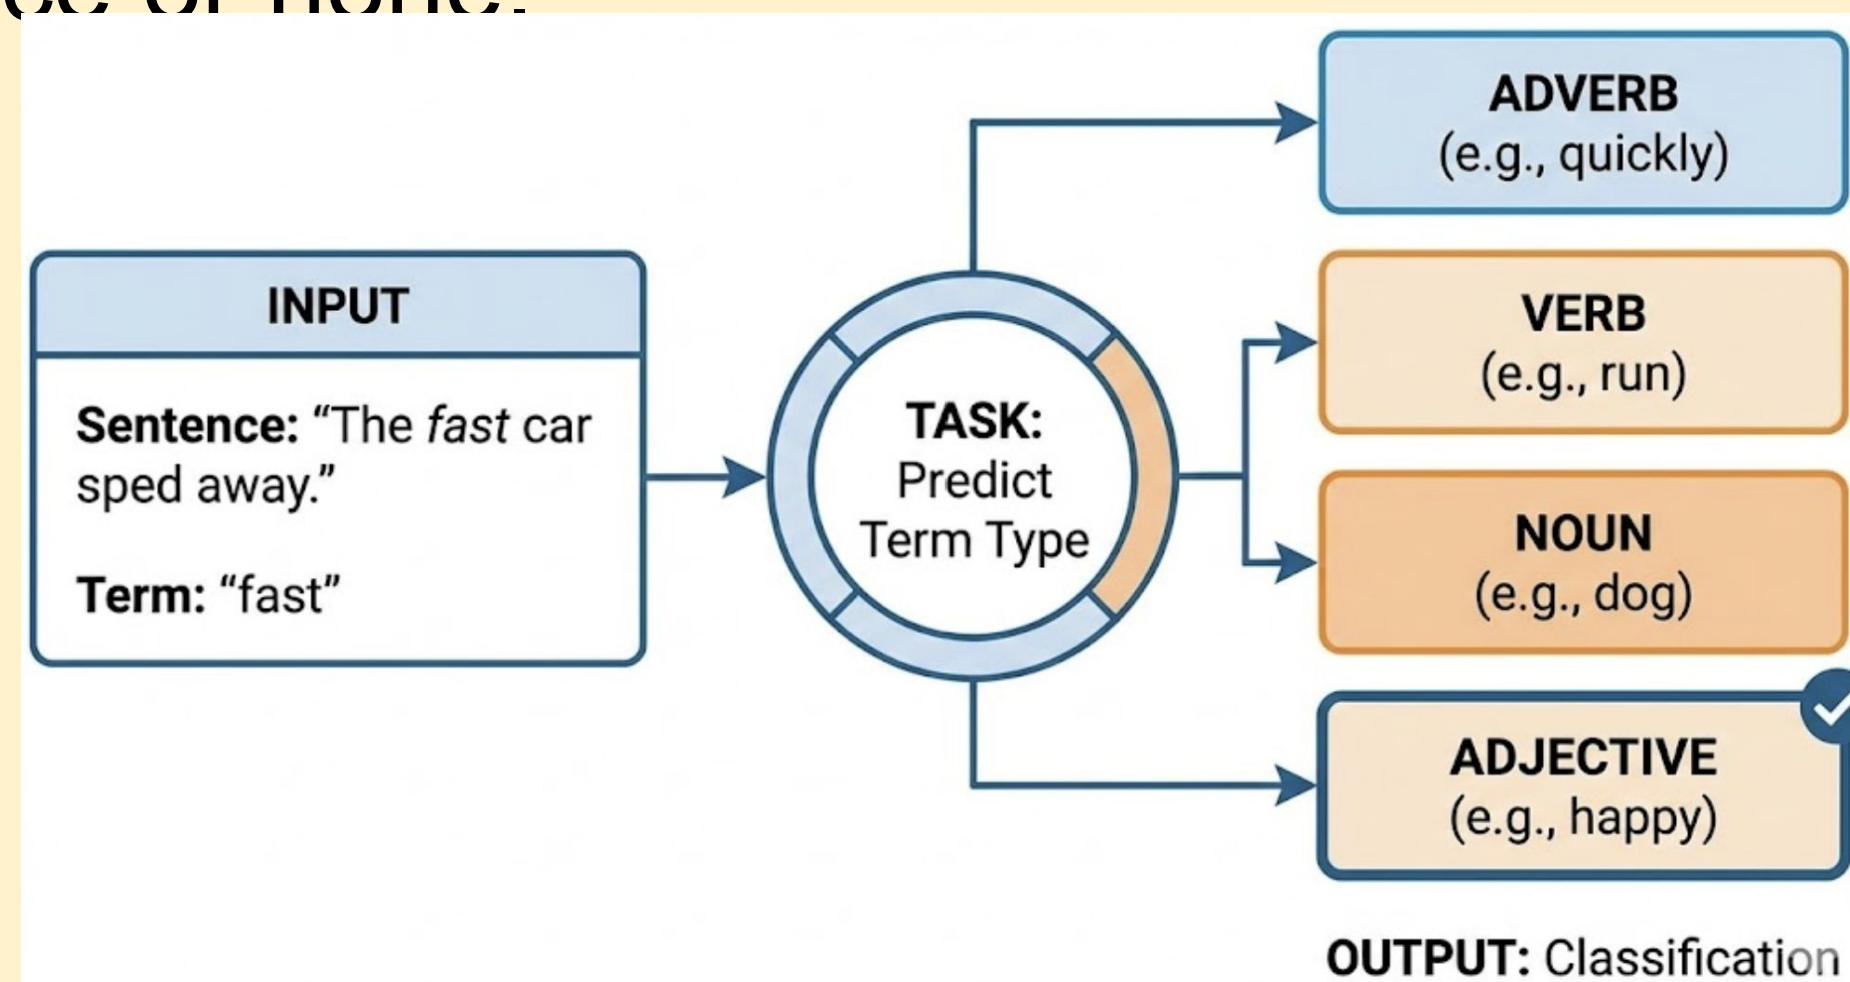 INPUT
Sentence: “The fast car
sped away.”
Term: “fast”
TASK:
Predict
Term Type
ADVERB
(e.g., quickly)
VERB
(e.g., run)
NOUN
(e.g., dog)
ADJECTIVE
(e.g., happy)
OUTPUT: Classification